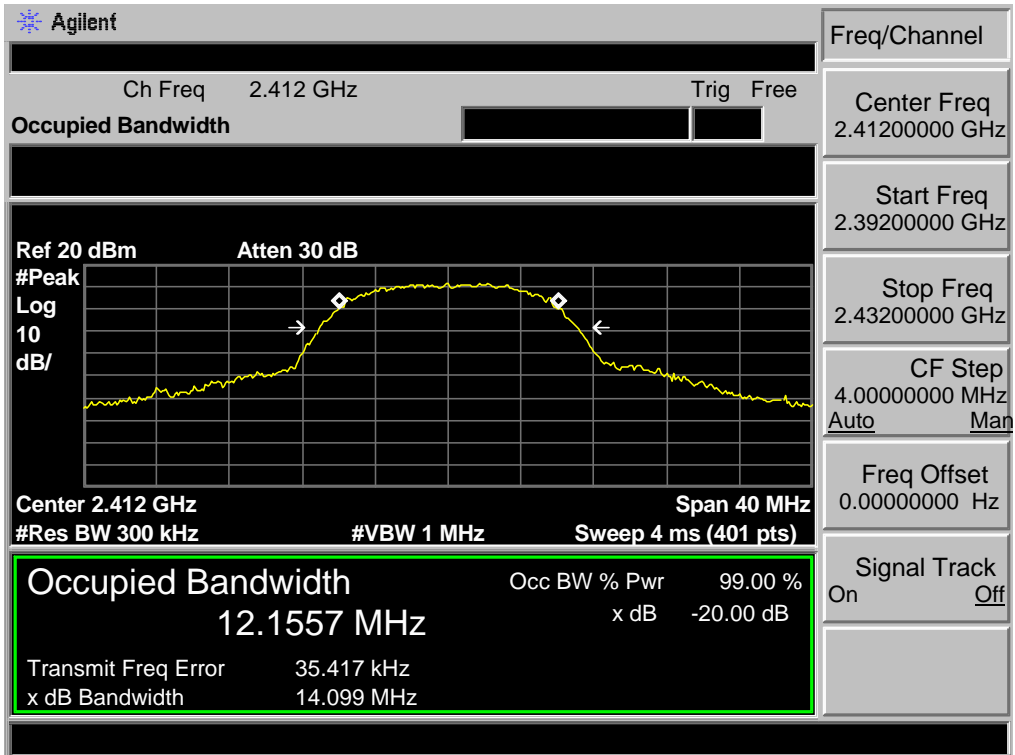 Agilent
Ch Freq 2.412 GHz Trig Free
Occupied Bandwidth
Ref 20 dBm Atten 30 dB
#Peak
Log
10
dB/
Center 2.412 GHz Span 40 MHz
#Res BW 300 kHz #VBW 1 MHz Sweep 4 ms (401 pts)
Occupied Bandwidth Occ BW % Pwr 99.00 %
12.1557 MHz x dB -20.00 dB
Transmit Freq Error 35.417 kHz
x dB Bandwidth 14.099 MHz
Freq/Channel
Center Freq
2.41200000 GHz
Start Freq
2.39200000 GHz
Stop Freq
2.43200000 GHz
CF Step
4.00000000 MHz
Auto Man
Freq Offset
0.00000000 Hz
Signal Track
On Off